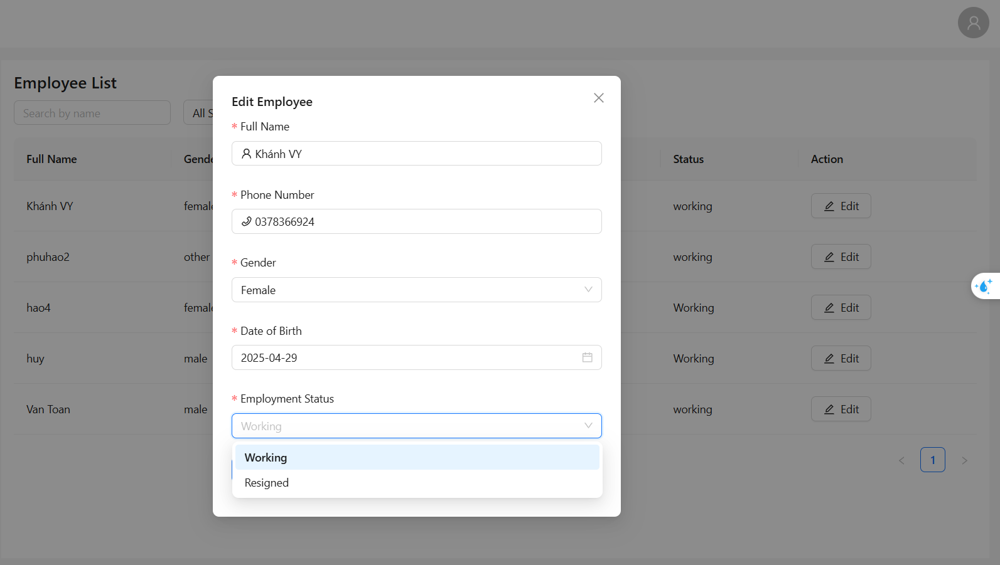 Employee List
Search by name
All S
Full Name Gende Status Action
Khánh VY female working Edit
phuhao2 other working Edit
hao4 female Working Edit
huy male Working Edit
Van Toan male working Edit
1
Edit Employee
* Full Name
Khánh VY
* Phone Number
0378366924
* Gender
Female
* Date of Birth
2025-04-29
* Employment Status
Working
Working
Resigned